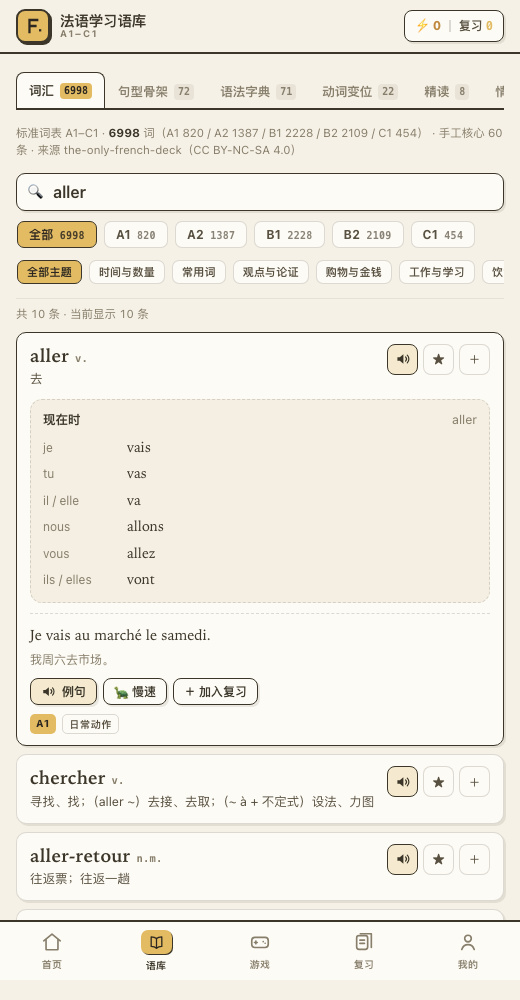 F.
法语学习语库
A1–C1
⚡ 0 | 复习 0
词汇 6998 句型骨架 72 语法字典 71 动词变位 22 精读 8
标准词表 A1–C1 · 6998 词（A1 820 / A2 1387 / B1 2228 / B2 2109 / C1 454） · 手工核心 60
条 · 来源 the-only-french-deck（CC BY-NC-SA 4.0）
aller
全部 6998 A1 820 A2 1387 B1 2228 B2 2109 C1 454
全部主题 时间与数量 常用词 观点与论证 购物与金钱 工作与学习 饮
共 10 条 · 当前显示 10 条
aller v.
去
现在时 aller
je vais
tu vas
il / elle va
nous allons
vous allez
ils / elles vont
Je vais au marché le samedi.
我周六去市场。
例句 慢速 + 加入复习
A1 日常动作
chercher v.
寻找、找；(aller ~）去接、去取；(~ à + 不定式）设法、力图
aller-retour n.m.
往返票；往返一趟
首页 语库 游戏 复习 我的